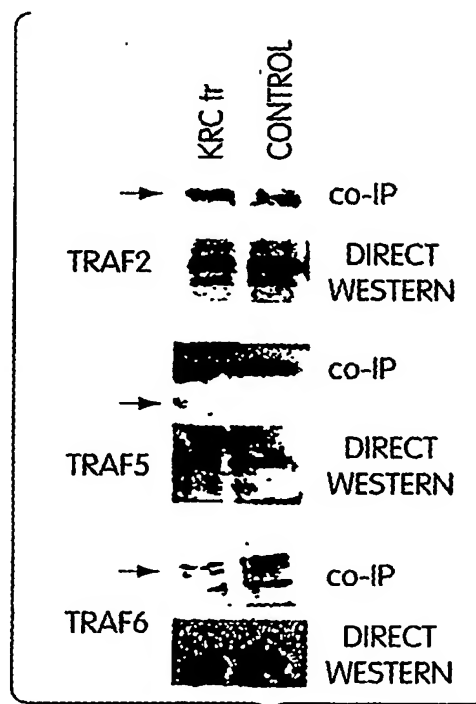 KRC tr CONTROL
co-IP
TRAF2 DIRECT
WESTERN
co-IP
TRAF5 DIRECT
WESTERN
co-IP
TRAF6 DIRECT
WESTERN